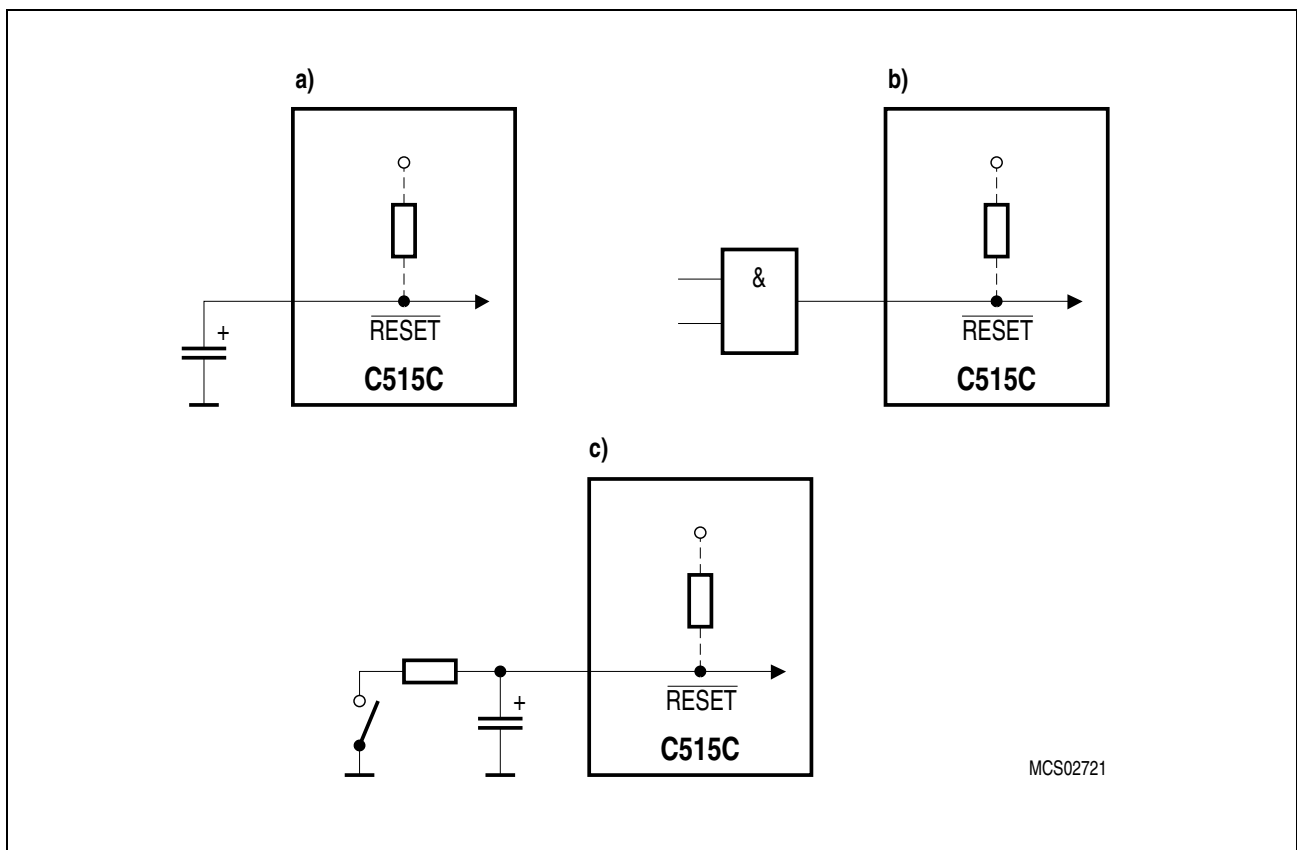 a)
+
RESET
C515C
b)
&
RESET
C515C
c)
+
RESET
C515C
MCS02721